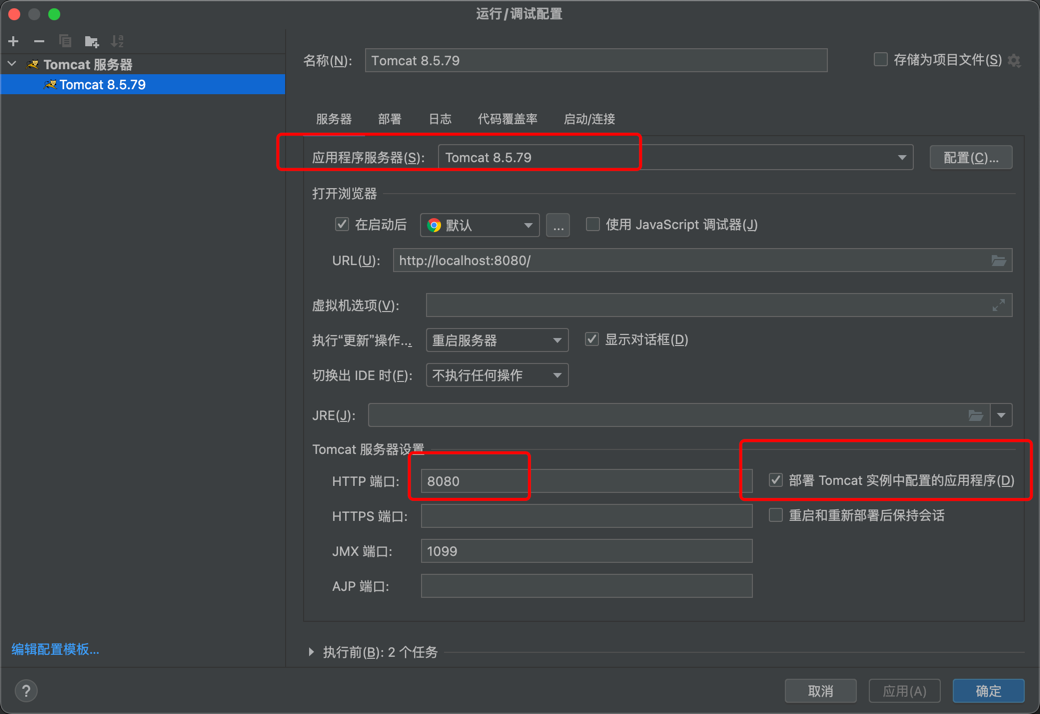 运行/调试配置
Tomcat 服务器
Tomcat 8.5.79
名称(N): Tomcat 8.5.79 存储为项目文件(S)
服务器 部署 日志 代码覆盖率 启动/连接
应用程序服务器(S): Tomcat 8.5.79 配置(C)...
打开浏览器
在启动后 默认 ... 使用 JavaScript 调试器(J)
URL(U): http://localhost:8080/
虚拟机选项(V):
执行“更新”操作... 重启服务器 显示对话框(D)
切换出 IDE 时(F): 不执行任何操作
JRE(J):
Tomcat 服务器设置
HTTP 端口: 8080 部署 Tomcat 实例中配置的应用程序(D)
HTTPS 端口: 重启和重新部署后保持会话
JMX 端口: 1099
AJP 端口:
编辑配置模板...
执行前(B): 2 个任务
? 取消 应用(A) 确定